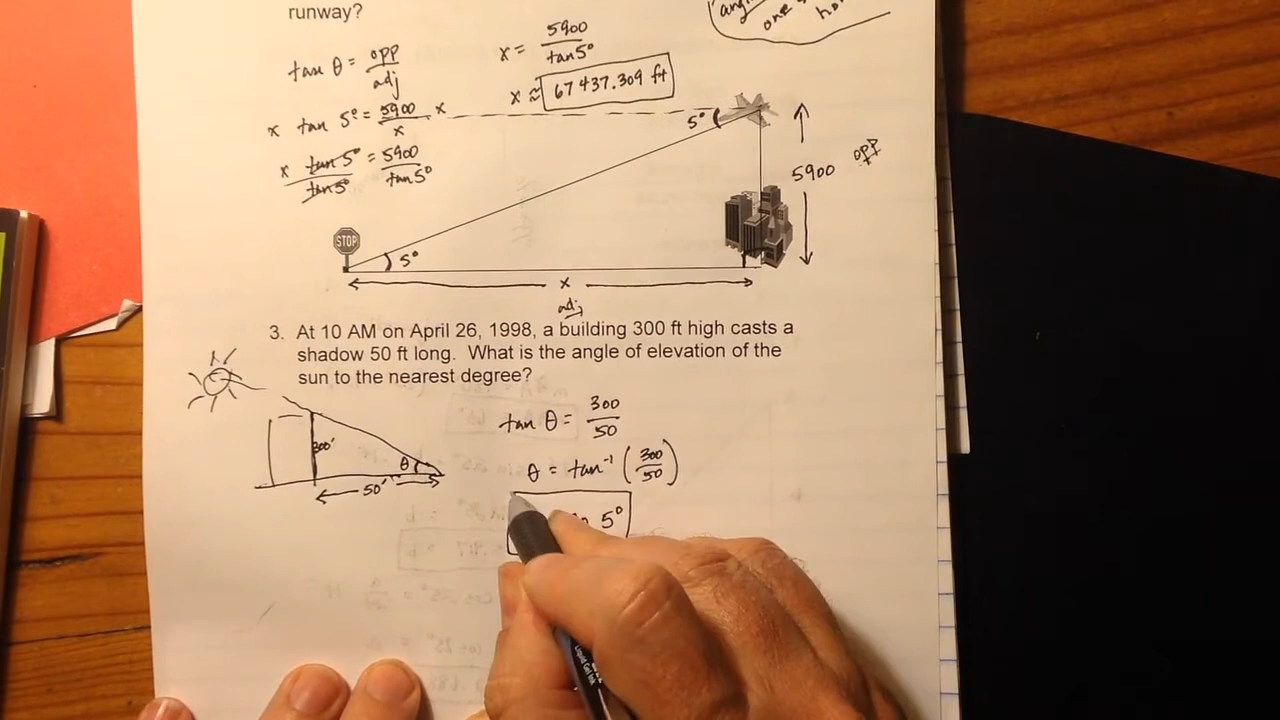 runway?
one
tan θ = opp/adj
x = 5900/tan5°
x ≈ 67437.309 ft
x tan 5° = 5900/x x
x tan5°/tan5° = 5900/tan5°
5°
5900 opp
STOP
5°
x
adj
3. At 10 AM on April 26, 1998, a building 300 ft high casts a
shadow 50 ft long. What is the angle of elevation of the
sun to the nearest degree?
tan θ = 300/50
300'
θ
θ = tan⁻¹(300/50)
50'
5°